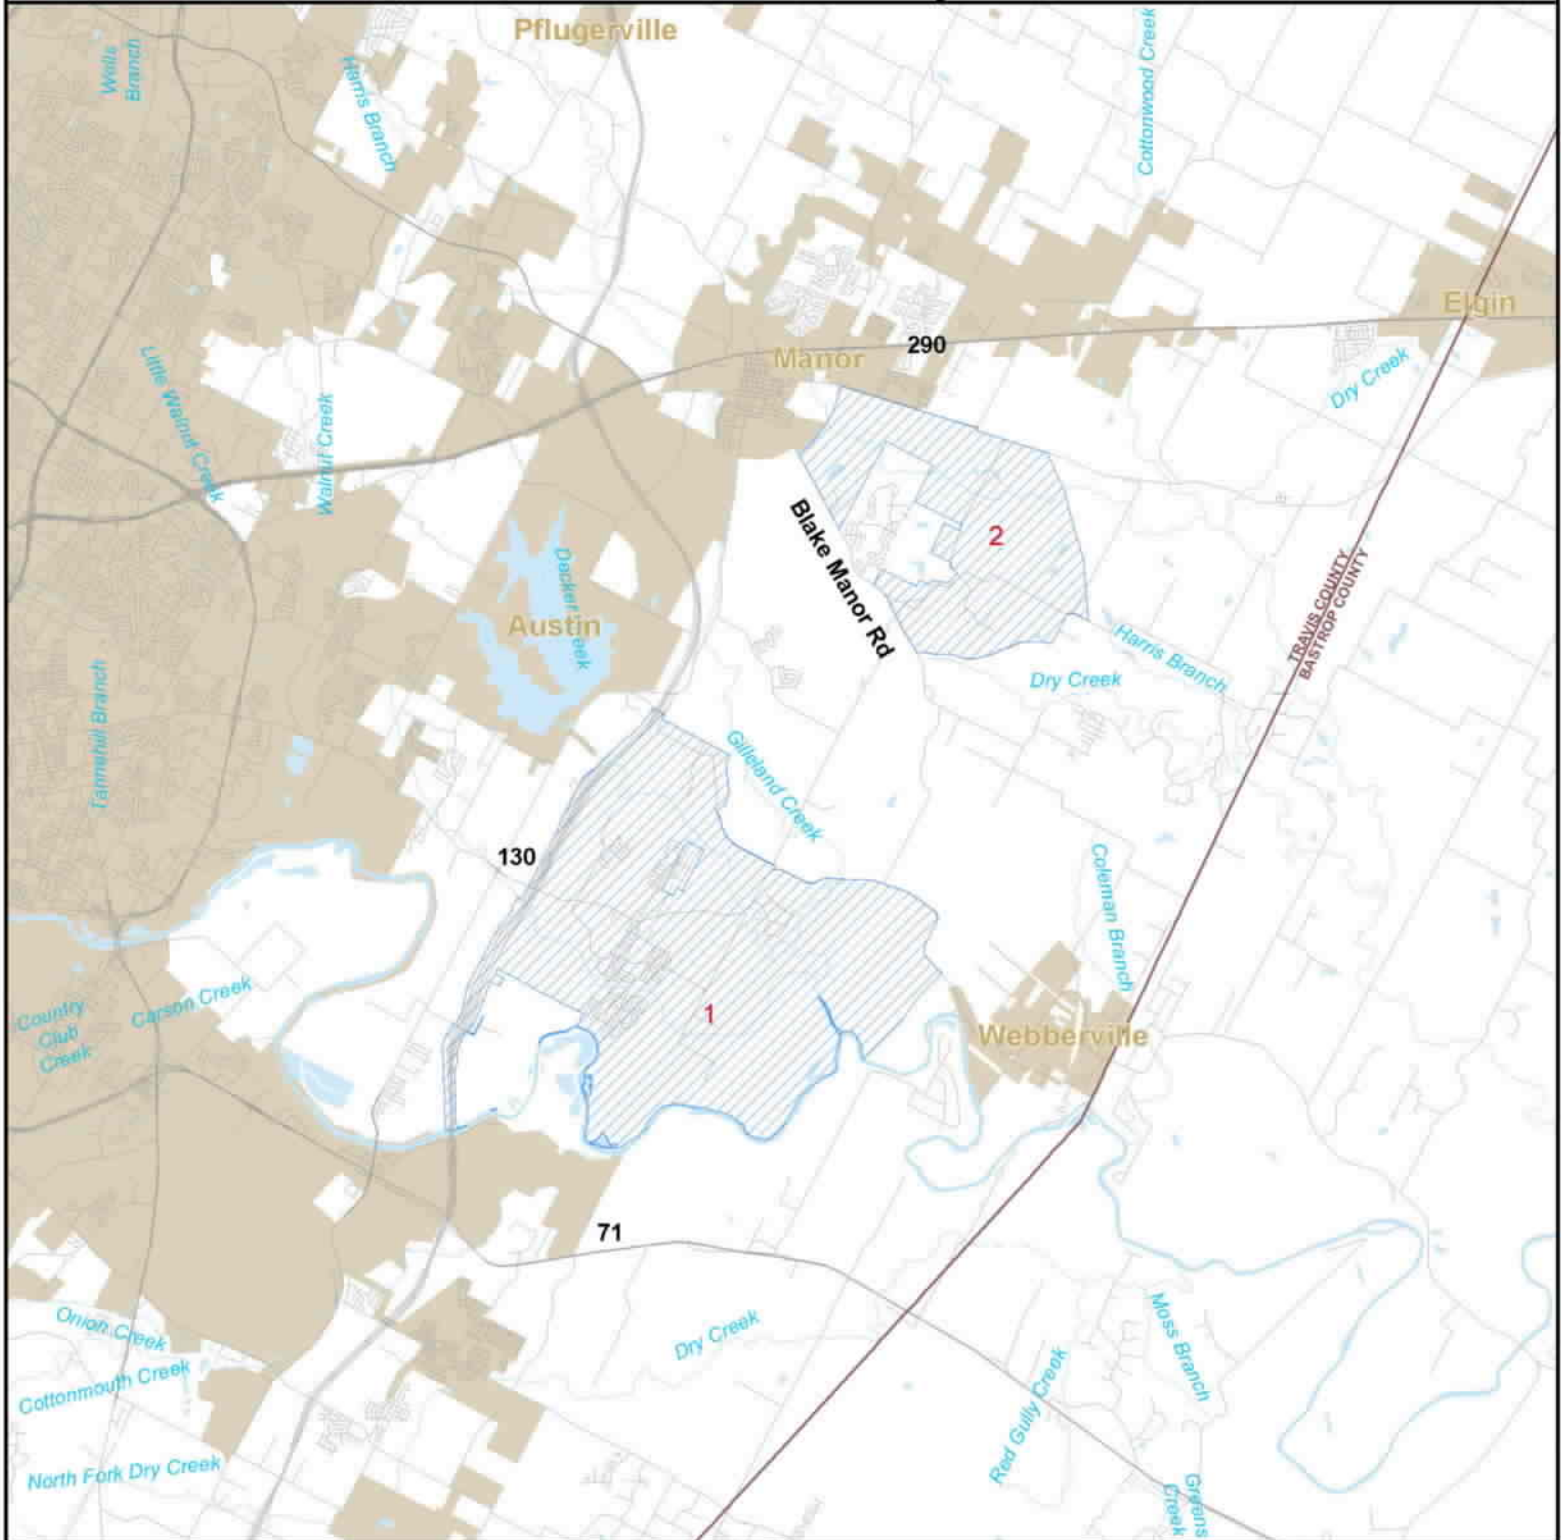 Pflugerville
Wells
Branch
Harris Branch
Cottonwood Creek
Elgin
290
Manor
Dry Creek
Little Walnut Creek
Walnut Creek
Blake Manor Rd
2
Decker Creek
Austin
TRAVIS COUNTY
BASTROP COUNTY
Harris Branch
Dry Creek
Tannehill Branch
Gilleland Creek
130
Coleman Branch
Carson Creek
Country
Club
Creek
1
Webberville
71
Onion Creek
Dry Creek
Moss Branch
Cottonmouth Creek
Red Gully Creek
North Fork Dry Creek
Greens
Creek